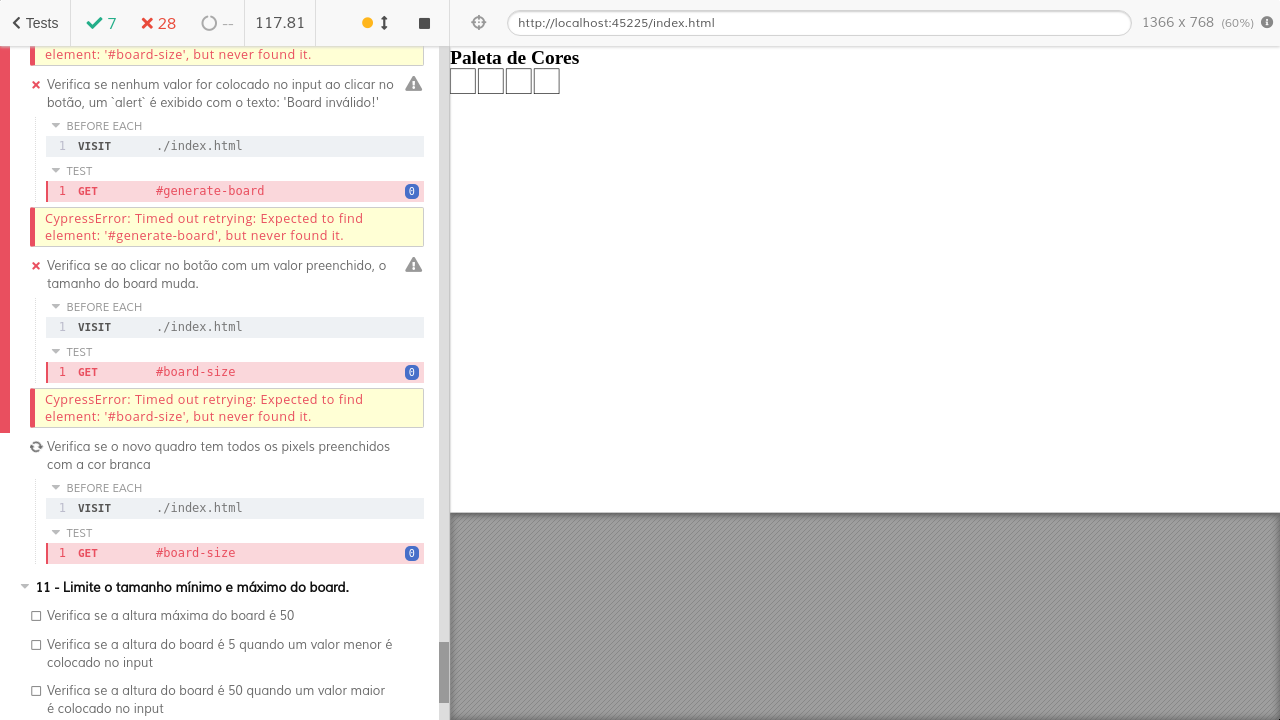 Tests 7 28 -- 117.81 http://localhost:45225/index.html 1366 x 768 (60%)
element: '#board-size', but never found it.
Verifica se nenhum valor for colocado no input ao clicar no
botão, um `alert` é exibido com o texto: 'Board inválido!'
BEFORE EACH
1 VISIT ./index.html
TEST
1 GET #generate-board 0
CypressError: Timed out retrying: Expected to find
element: '#generate-board', but never found it.
Verifica se ao clicar no botão com um valor preenchido, o
tamanho do board muda.
BEFORE EACH
1 VISIT ./index.html
TEST
1 GET #board-size 0
CypressError: Timed out retrying: Expected to find
element: '#board-size', but never found it.
Verifica se o novo quadro tem todos os pixels preenchidos
com a cor branca
BEFORE EACH
1 VISIT ./index.html
TEST
1 GET #board-size 0
11 - Limite o tamanho mínimo e máximo do board.
Verifica se a altura máxima do board é 50
Verifica se a altura do board é 5 quando um valor menor é
colocado no input
Verifica se a altura do board é 50 quando um valor maior
é colocado no input
Paleta de Cores